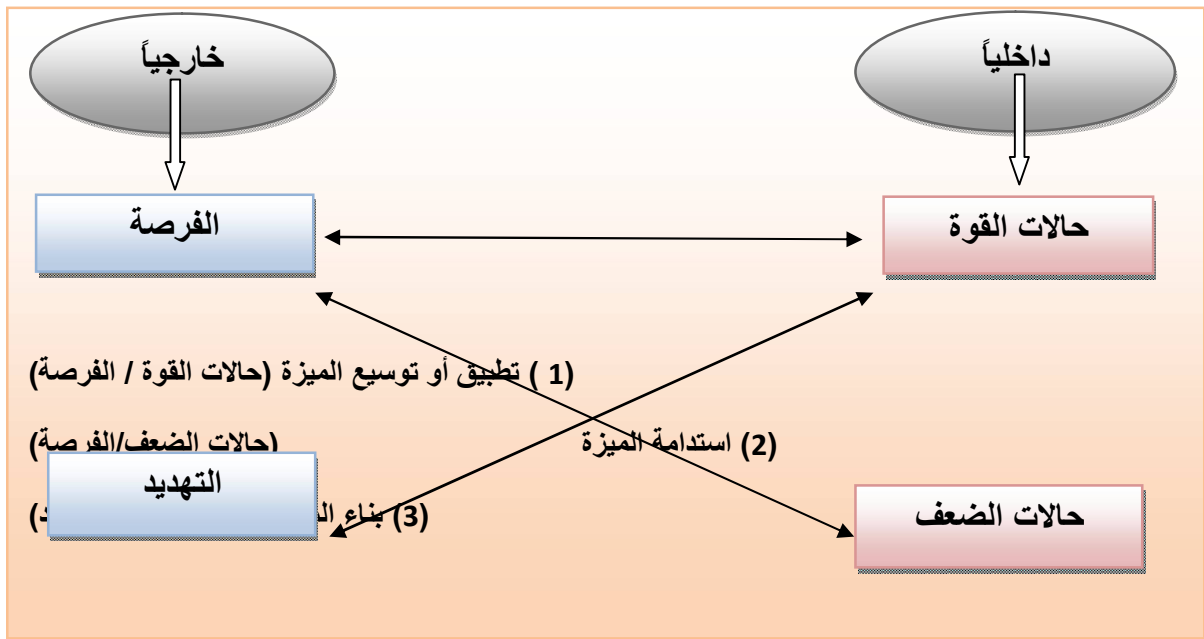 داخلياً
خارجياً
حالات القوة
الفرصة
(1 ) تطبيق أو توسيع الميزة (حالات القوة / الفرصة)
(2) استدامة الميزة (حالات الضعف/الفرصة)
التهديد
(3) بناء
حالات الضعف